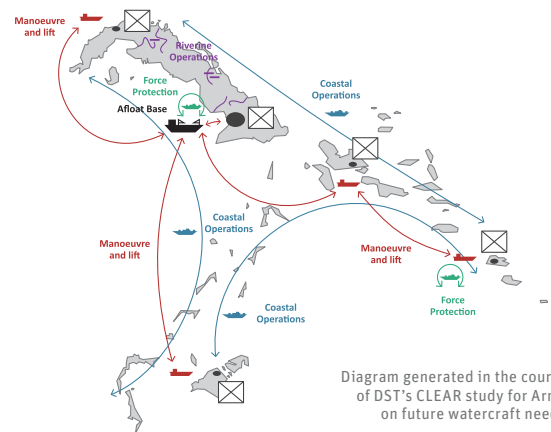 Manoeuvre
and lift
Riverine
Operations
Force
Protection
Afloat Base
Coastal
Operations
Manoeuvre
and lift
Coastal
Operations
Manoeuvre
and lift
Coastal
Operations
Force
Protection
Diagram generated in the cour
of DST's CLEAR study for Arr
on future watercraft nee